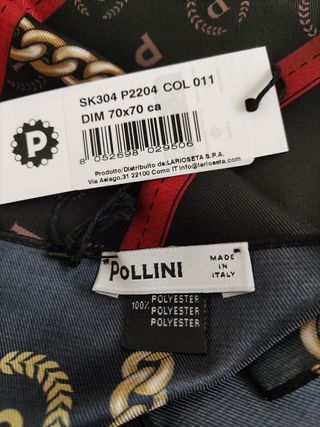 SK304 P2204 COL 011
DIM 70x70 ca
8 052698 029506
Prodotto/Distribuito da:LARIOSETA S.P.A.
Via Asiago,31 22100 Como IT info@larioseta.com
P
POLLINI
MADE IN ITALY
100% POLYESTER
POLYESTER
POLYESTER